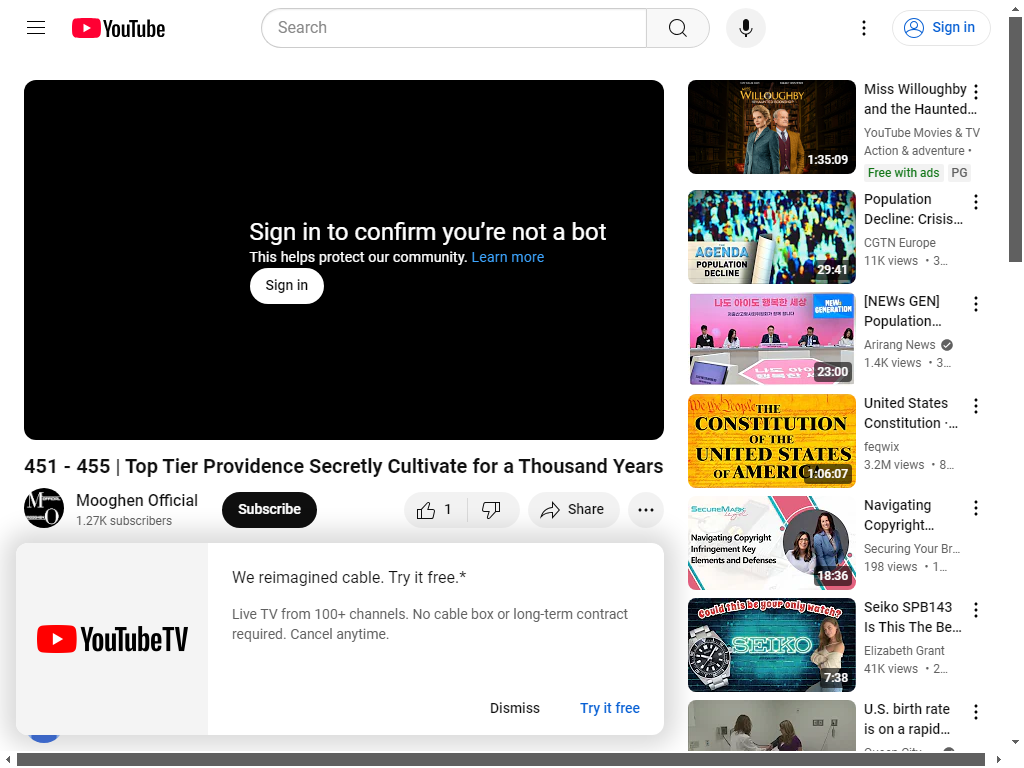 YouTube
Search
Sign in
Sign in to confirm you’re not a bot
This helps protect our community. Learn more
Sign in
451 - 455 | Top Tier Providence Secretly Cultivate for a Thousand Years
Mooghen Official
1.27K subscribers
Subscribe
1
Share
YouTubeTV
We reimagined cable. Try it free.*
Live TV from 100+ channels. No cable box or long-term contract
required. Cancel anytime.
Dismiss
Try it free
WILLOUGHBY
1:35:09
Miss Willoughby
and the Haunted…
YouTube Movies & TV
Action & adventure •
Free with ads
PG
AGENDA
POPULATION
DECLINE
29:41
Population
Decline: Crisis…
CGTN Europe
11K views • 3…
나도 아이도 행복한 세상
NEW:
GENERATION
23:00
[NEWs GEN]
Population…
Arirang News
1.4K views • 3…
We the People
THE
CONSTITUTION
OF THE
UNITED STATES
OF AMERICA
1:06:07
United States
Constitution ·…
feqwix
3.2M views • 8…
SECUREMARK
Navigating Copyright
Infringement Key
Elements and Defenses
18:36
Navigating
Copyright…
Securing Your Br…
198 views • 1…
Could this be your only watch?
SEIKO
7:38
Seiko SPB143
Is This The Be…
Elizabeth Grant
41K views • 2…
U.S. birth rate
is on a rapid…